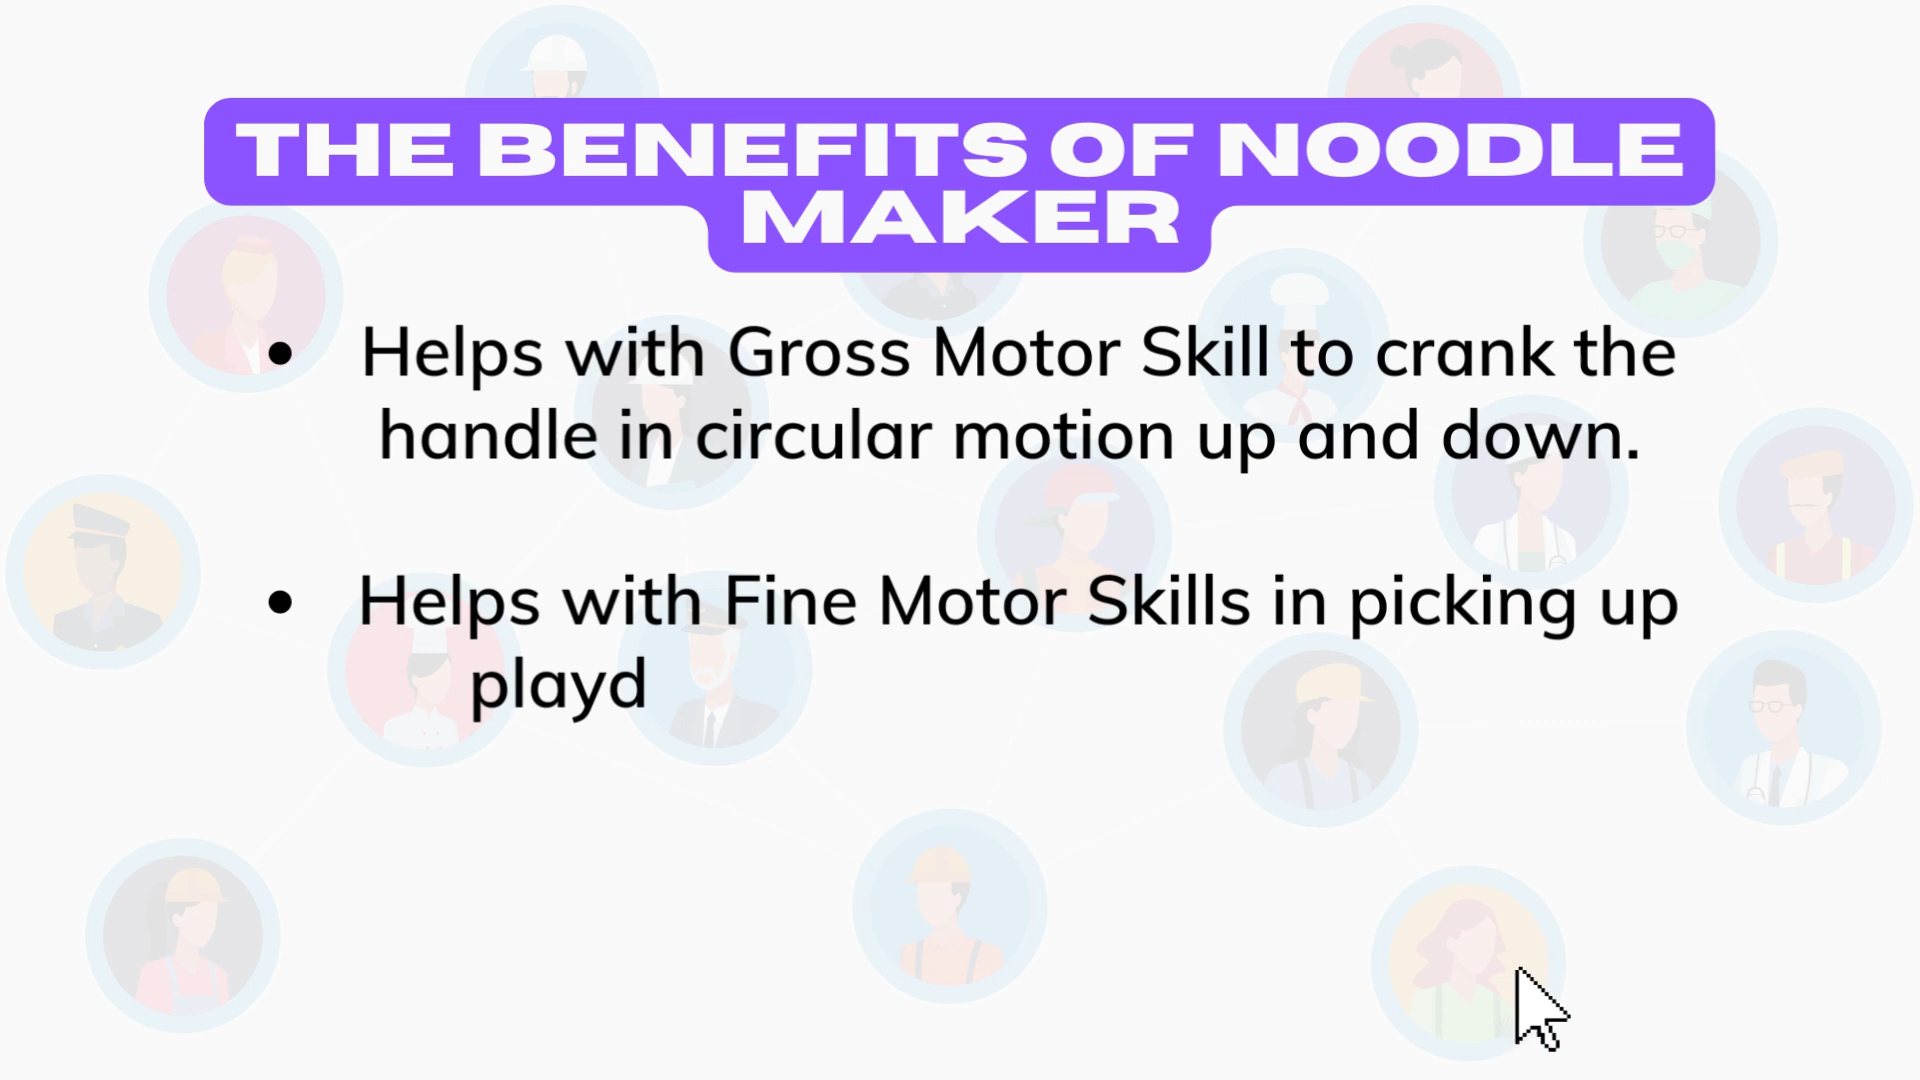 THE BENEFITS OF NOODLE
MAKER
• Helps with Gross Motor Skill to crank the
handle in circular motion up and down.
• Helps with Fine Motor Skills in picking up
playd